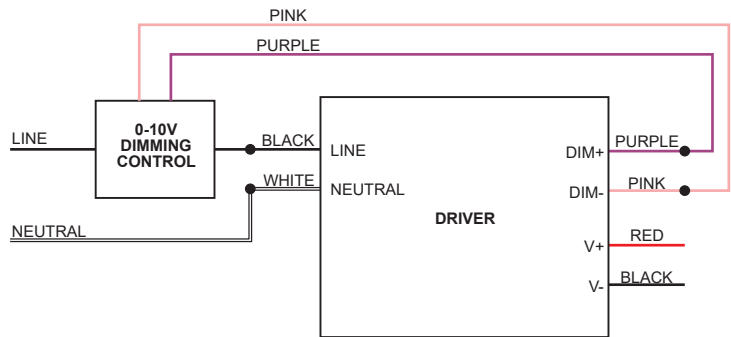 PINK
PURPLE
LINE
0-10V
DIMMING
CONTROL
BLACK
LINE
WHITE
NEUTRAL
NEUTRAL
DRIVER
DIM+
PURPLE
DIM-
PINK
V+
RED
V-
BLACK